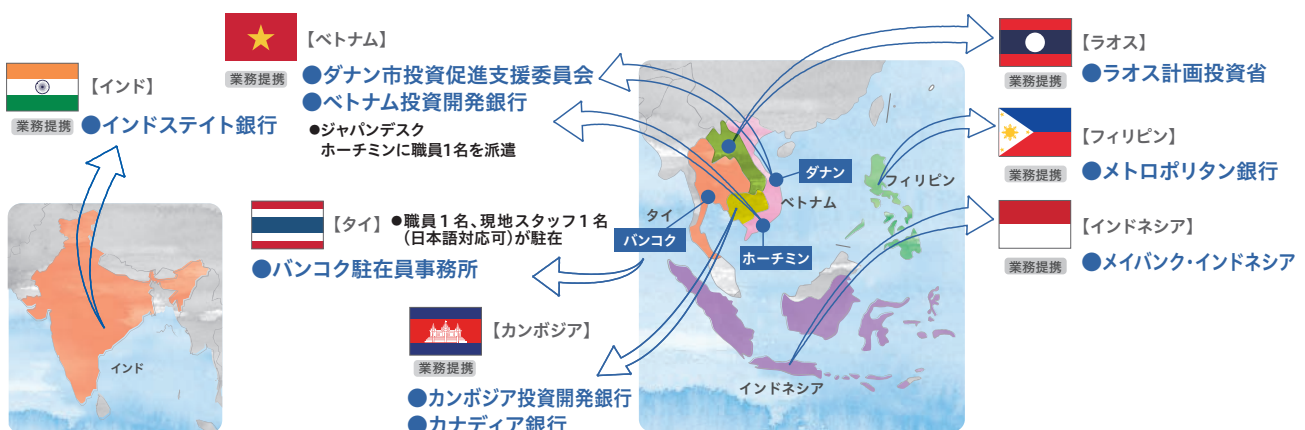 【インド】
業務提携
●インドステイト銀行
インド
【ベトナム】
業務提携
●ダナン市投資促進支援委員会
●ベトナム投資開発銀行
●ジャパンデスク
ホーチミンに職員1名を派遣
【タイ】
●職員1名、現地スタッフ1名
(日本語対応可)が駐在
●バンコク駐在員事務所
【カンボジア】
業務提携
●カンボジア投資開発銀行
●カナディア銀行
ダナン
フィリピン
ベトナム
タイ
バンコク
ホーチミン
インドネシア
【ラオス】
業務提携
●ラオス計画投資省
【フィリピン】
業務提携
●メトロポリタン銀行
【インドネシア】
業務提携
●メイバンク・インドネシア